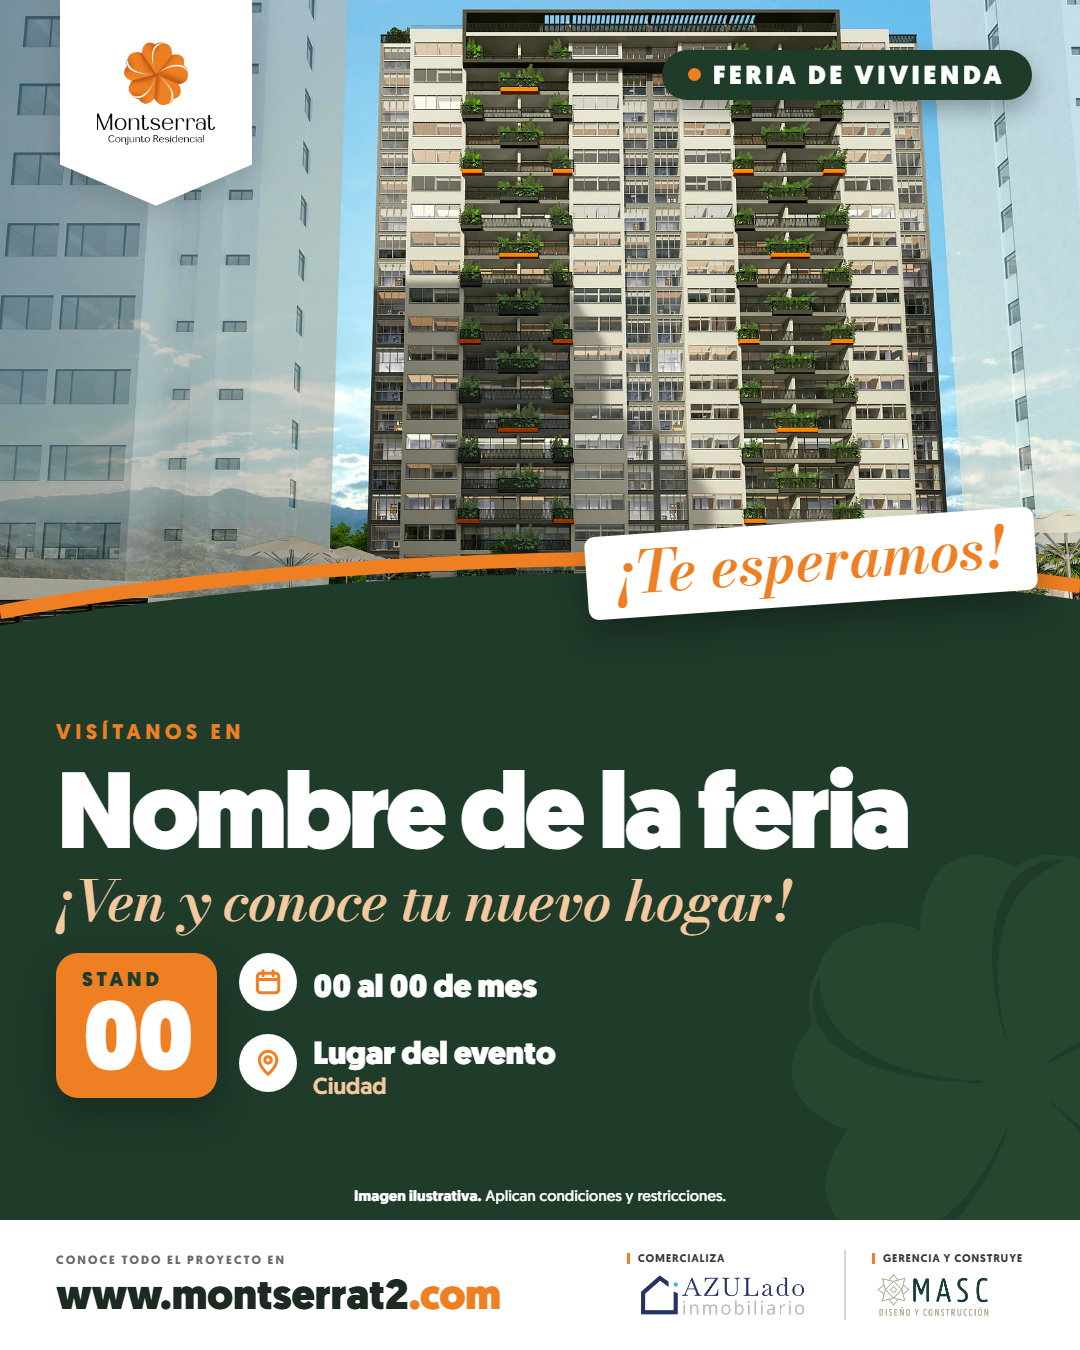 Montserrat
Conjunto Residencial
FERIA DE VIVIENDA
¡Te esperamos!
VISÍTANOS EN
Nombre de la feria
¡Ven y conoce tu nuevo hogar!
STAND
00
00 al 00 de mes
Lugar del evento
Ciudad
Imagen ilustrativa. Aplican condiciones y restricciones.
CONOCE TODO EL PROYECTO EN
www.montserrat2.com
COMERCIALIZA
AZULado
inmobiliario
GERENCIA Y CONSTRUYE
MASC
DISEÑO Y CONSTRUCCIÓN